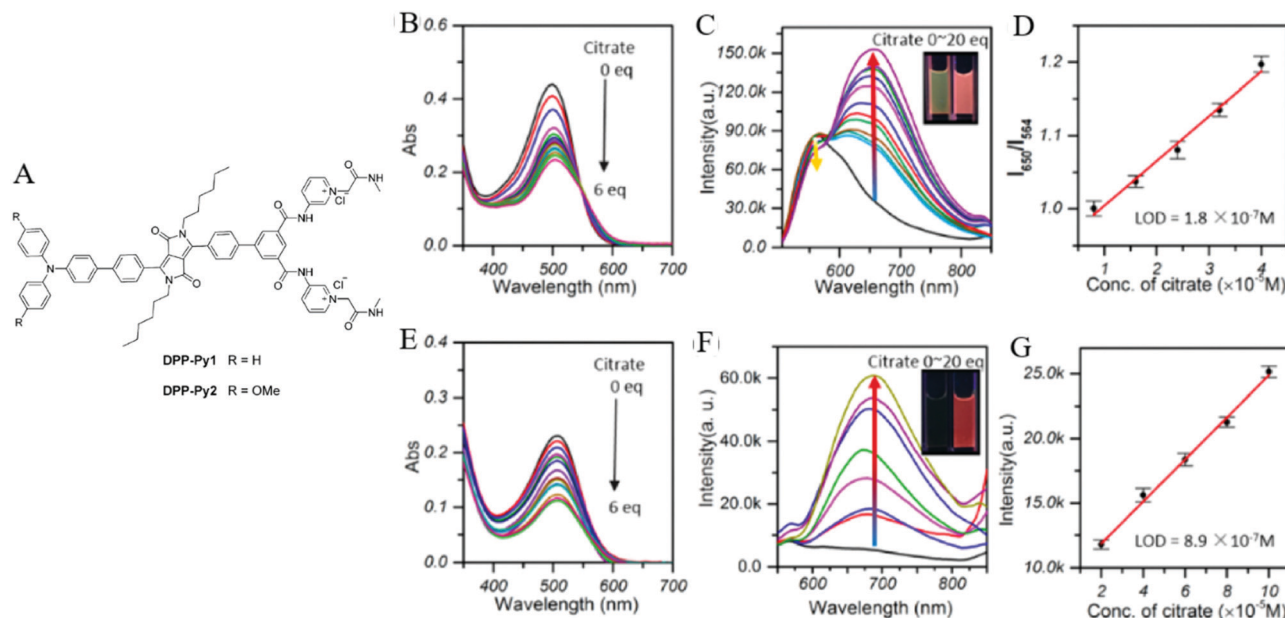 A
R
N
R
O
N
N
O
O
NH
N
+
Cl
O
NH
O
NH
Cl⁻
N
+
O
NH
DPP-Py1 R = H
DPP-Py2 R = OMe
B
0.6
0.4
0.2
0.0
Abs
Citrate
0 eq
6 eq
400 500 600 700
Wavelength (nm)
C
Citrate 0~20 eq
150.0k
120.0k
90.0k
60.0k
30.0k
0.0
Intensity(a.u.)
600 700 800
Wavelength (nm)
D
1.2
1.1
1.0
I650/I564
LOD = 1.8 ×10⁻⁷M
1 2 3 4
Conc. of citrate (×10⁻⁵M)
E
0.4
0.3
0.2
0.1
0.0
Abs
Citrate
0 eq
6 eq
400 500 600 700
Wavelength (nm)
F
Citrate 0~20 eq
60.0k
40.0k
20.0k
0.0
Intensity(a. u.)
550 600 650 700 750 800 850
Wavelength (nm)
G
25.0k
20.0k
15.0k
10.0k
Intensity(a.u.)
LOD = 8.9 ×10⁻⁷M
2 4 6 8 10
Conc. of citrate (×10⁻⁵M)